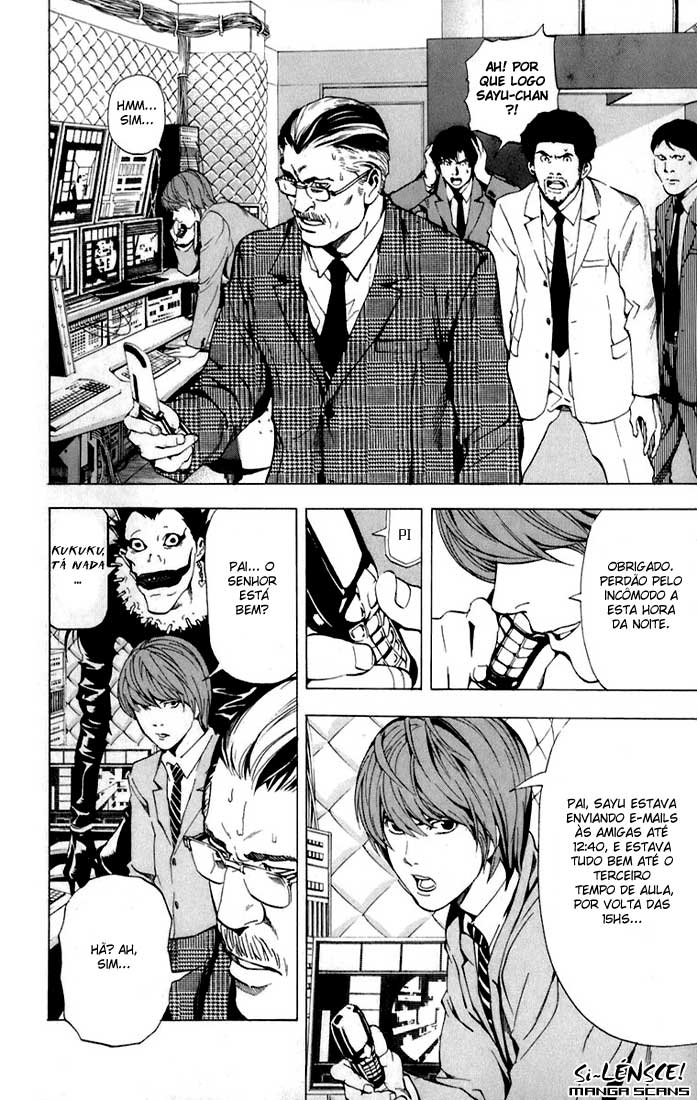 AH! POR
QUE LOGO
SAYU-CHAN
?!
HMM...
SIM...
OBRIGADO.
PERDÃO PELO
INCÔMODO A
ESTA HORA
DA NOITE.
PI
PAI, SAYU ESTAVA
ENVIANDO E-MAILS
ÀS AMIGAS ATÉ
12:40, E ESTAVA
TUDO BEM ATÉ O
TERCEIRO
TEMPO DE AULA,
POR VOLTA DAS
15HS...
PAI... O
SENHOR
ESTÁ
BEM?
KUKUKU,
TÁ NADA
...
HÃ? AH,
SIM...
Si-LÉNSCE!
MANGA SCANS